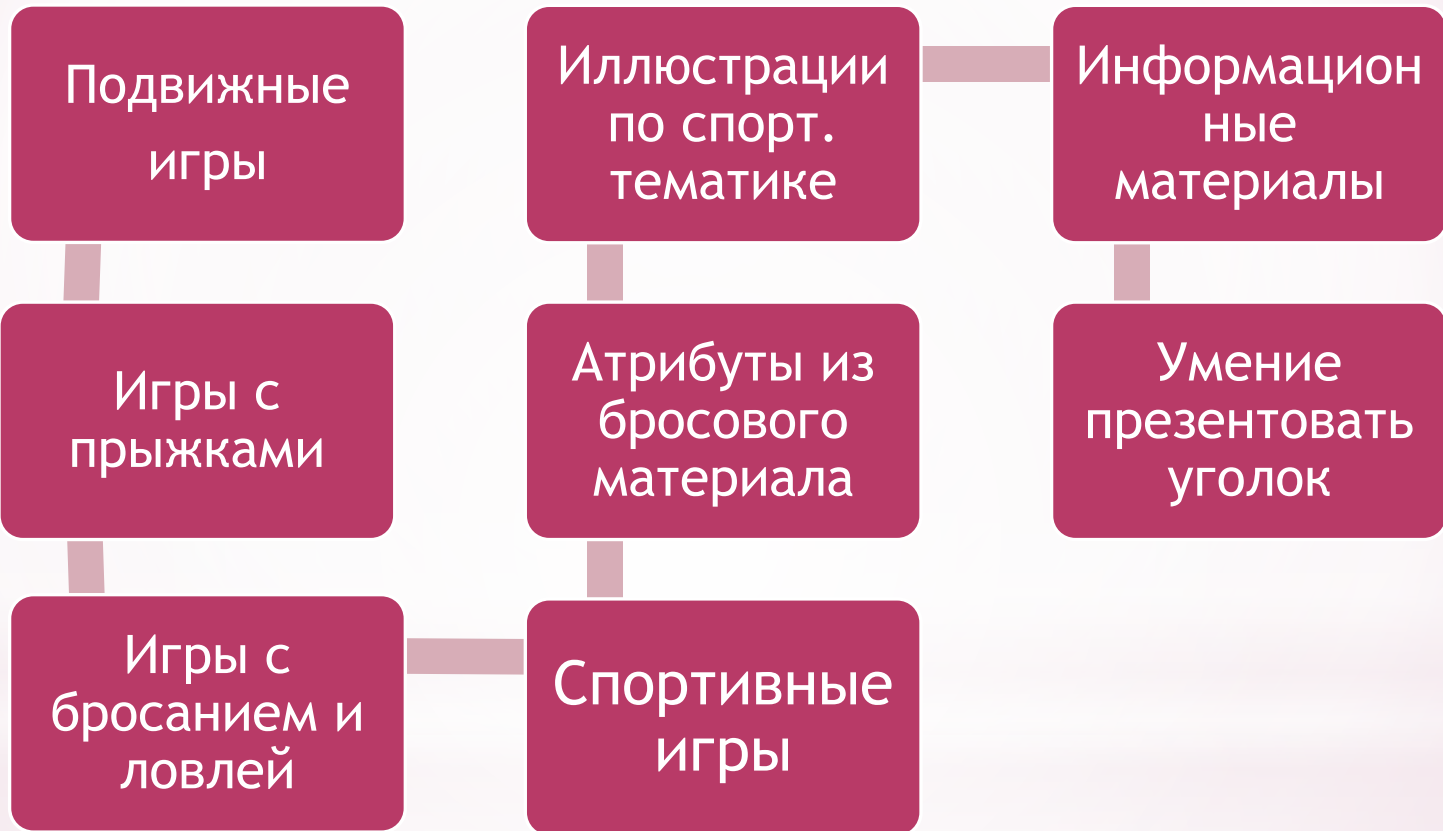 Подвижные
игры
Игры с
прыжками
Игры с
бросанием и
ловлей
Спортивные
игры
Атрибуты из
бросового
материала
Иллюстрации
по спорт.
тематике
Информацион
ные
материалы
Умение
презентовать
уголок